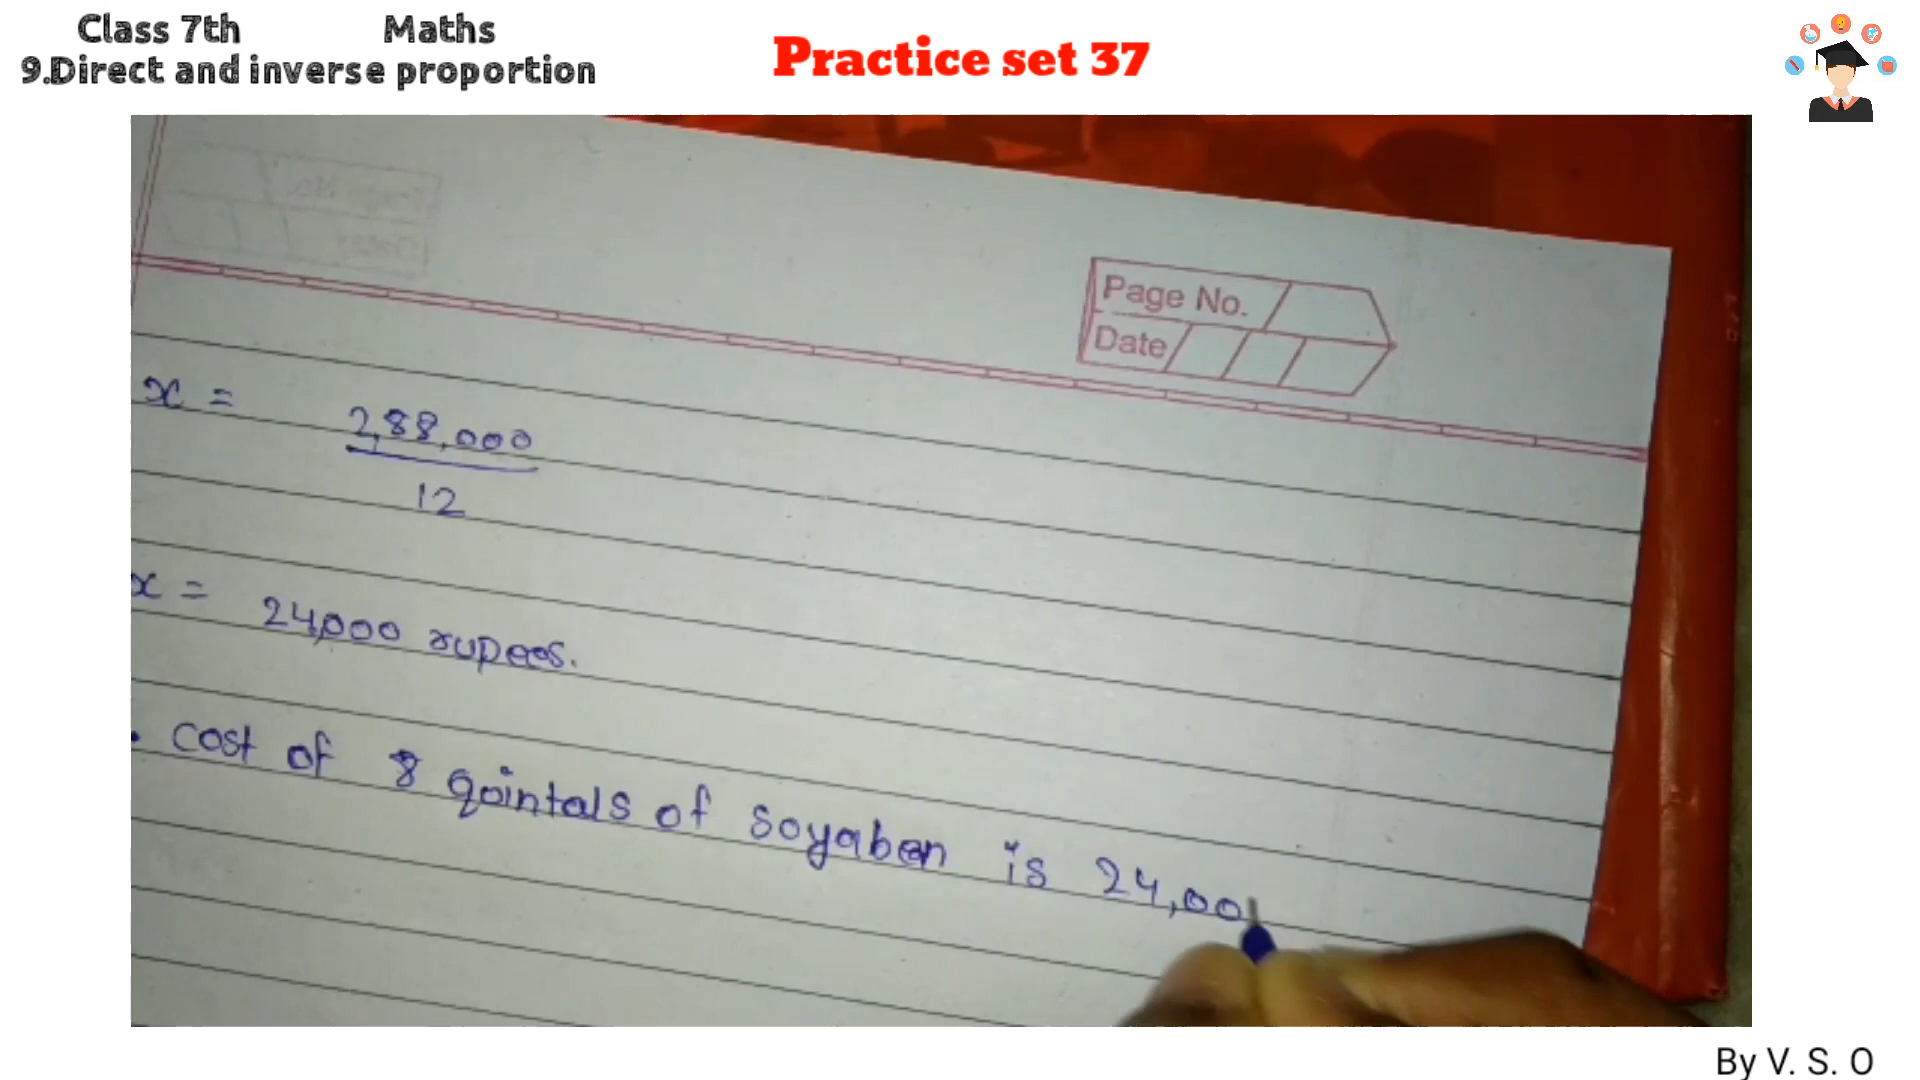 Class 7th Maths
9.Direct and inverse proportion
Practice set 37
Page No.
Date
x = 2,88,000
12
x = 24,000 rupees.
. cost of 8 qointals of soyaben is 24,00
By V. S. O